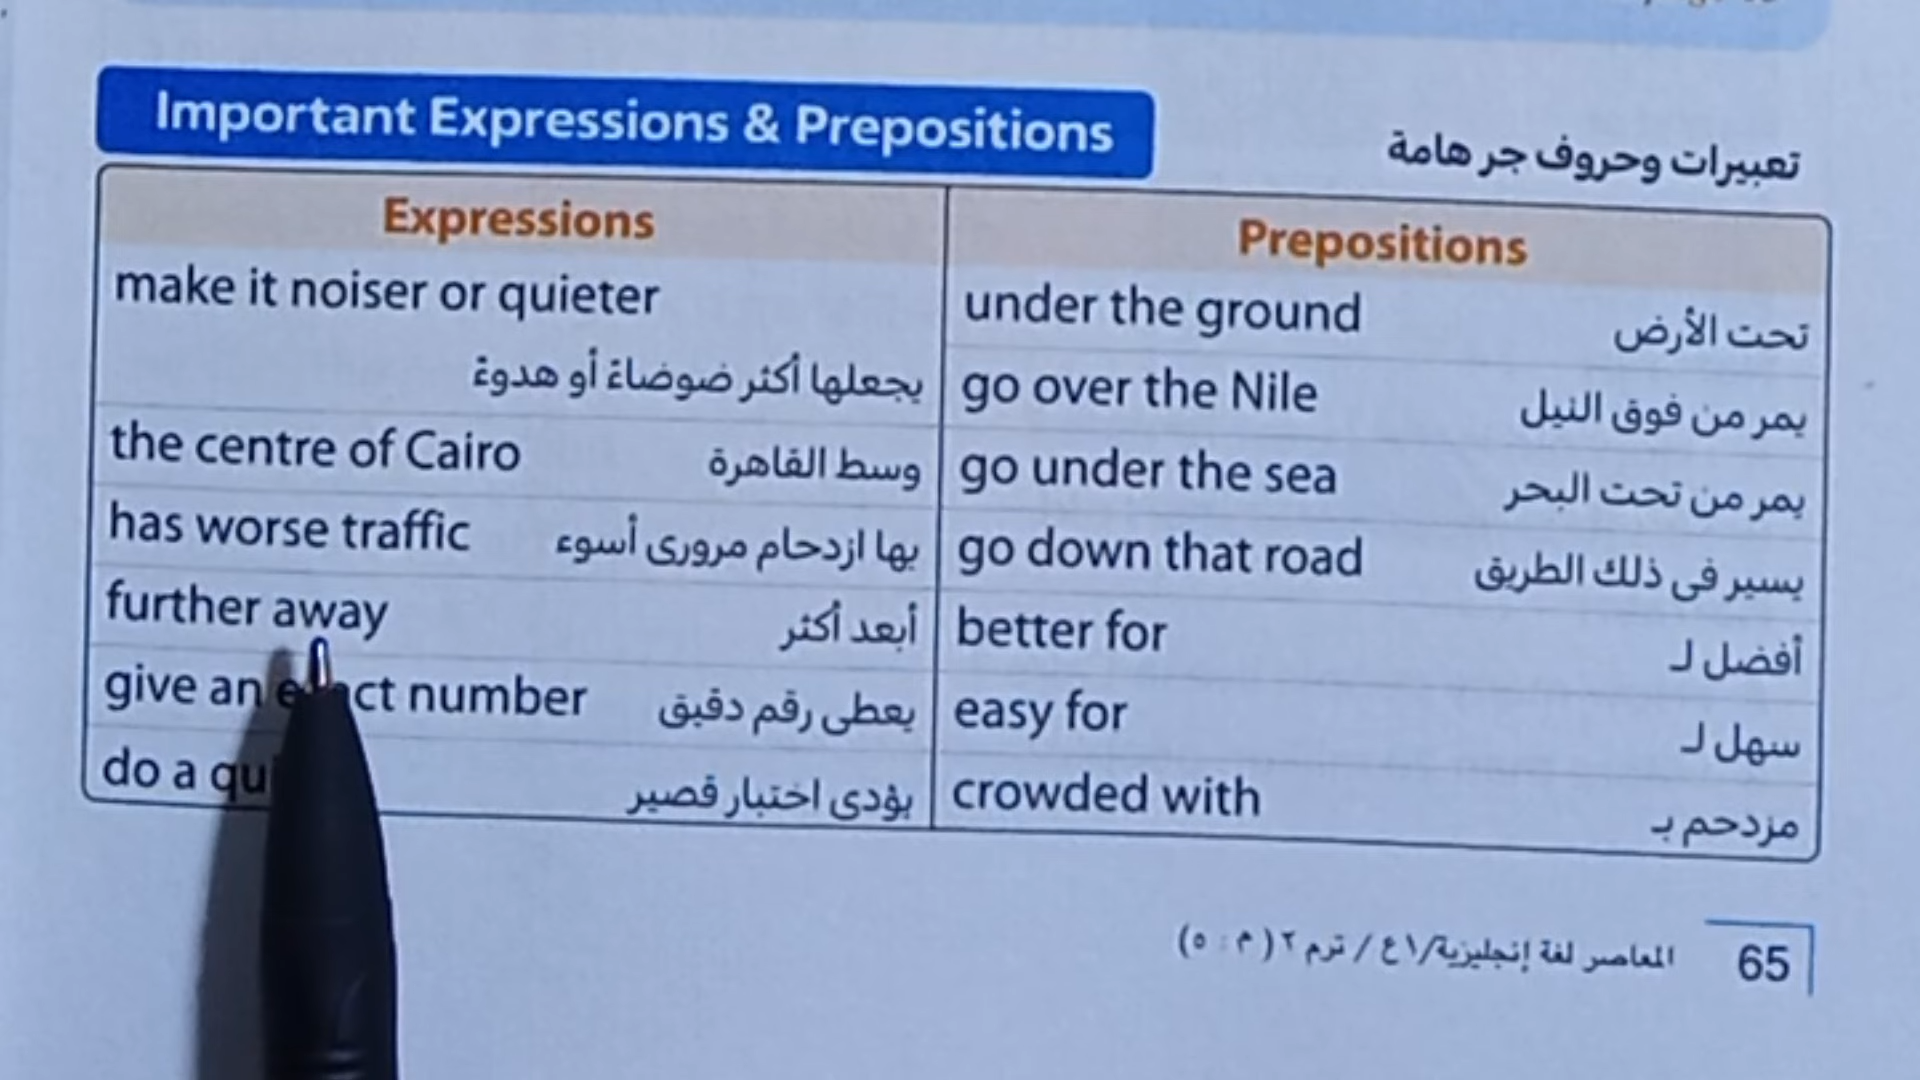 Important Expressions & Prepositions
تعبيرات وحروف جر هامة
Expressions
Prepositions
make it noiser or quieter
يجعلها أكثر ضوضاءً أو هدوءً
the centre of Cairo وسط القاهرة
has worse traffic بها ازدحام مرورى أسوء
further away أبعد أكثر
give an number يعطى رقم دقيق
do a يؤدى اختبار قصير
under the ground تحت الأرض
go over the Nile يمر من فوق النيل
go under the sea يمر من تحت البحر
go down that road يسير فى ذلك الطريق
better for أفضل لـ
easy for سهل لـ
crowded with مزدحم بـ
المعاصر لغة إنجليزية/١ع / ترم ٢ (م : ٥)
65